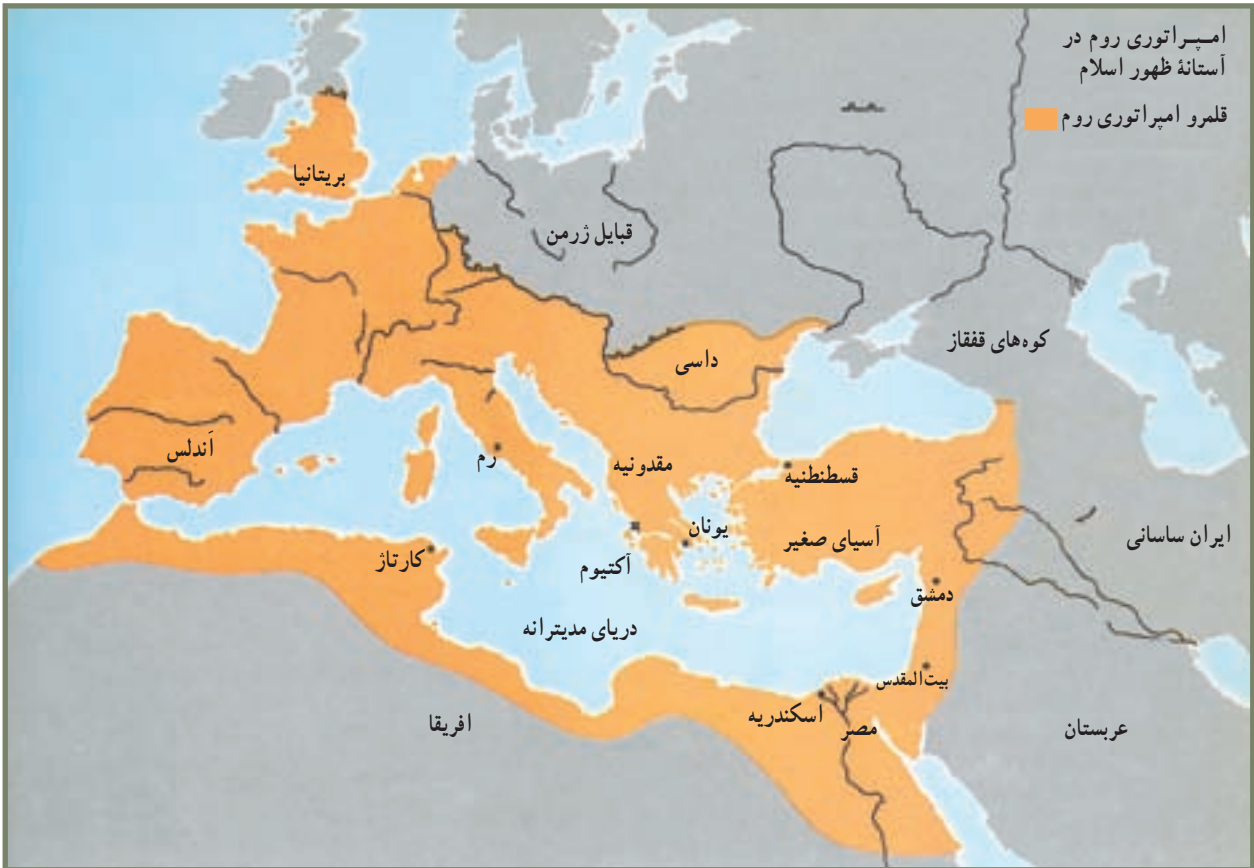 امـپـراتوری روم در
آستانهٔ ظهور اسلام
قلمرو امپراتوری روم
بریتانیا
قبایل ژرمن
کوه‌های قفقاز
داسی
آندلس
رم
مقدونیه
قسطنطنیه
یونان
آسیای صغیر
ایران ساسانی
کارتاژ
آکتیوم
دمشق
دریای مدیترانه
بیت‌المقدس
اسکندریه
مصر
افریقا
عربستان